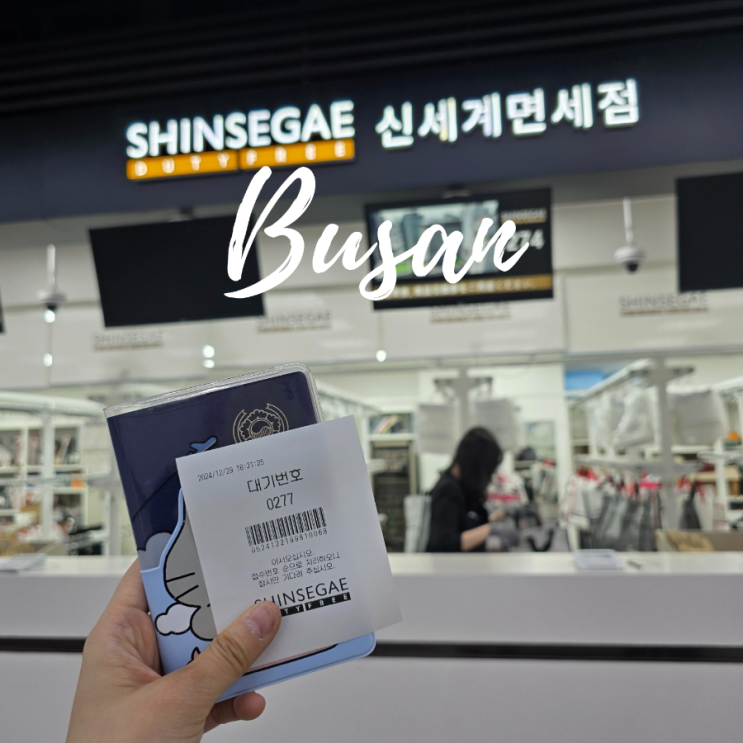 SHINSEGAE 신세계면세점
DUTY FREE
Busan
SHINSEGAE
SHINSEGAE
SHINSEGAE
2024/12/29 16:21:25
대기번호
0277
어서오십시오.
접수번호 순으로 처리하오니
잠시만 기다려 주십시오.
SHINSEGAE
DUTY FREE